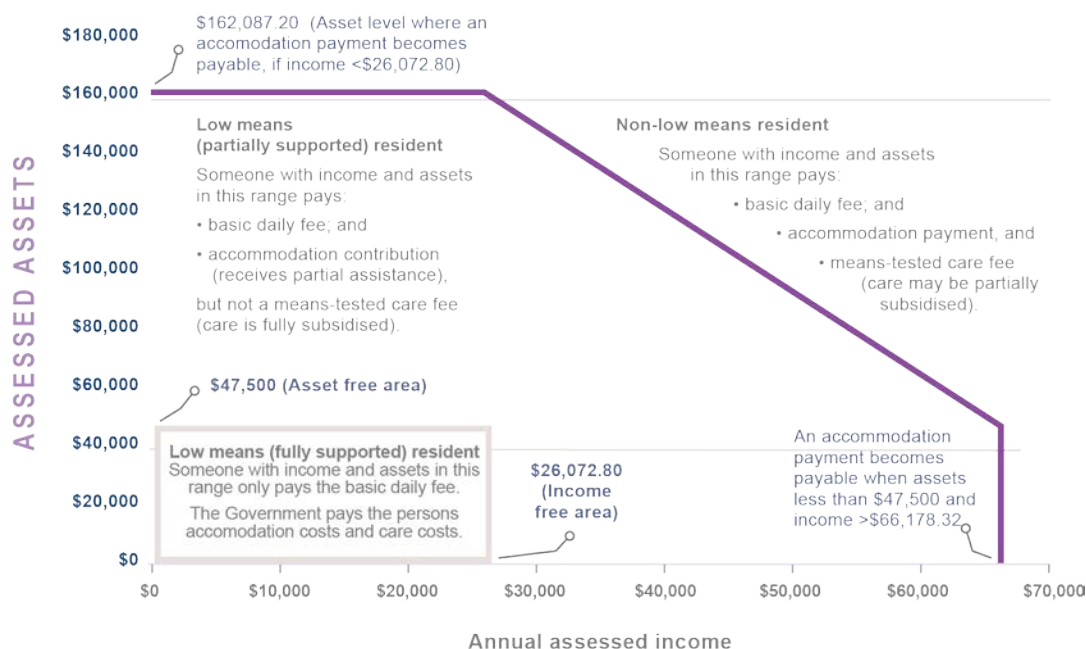 $162,087.20 (Asset level where an
accomodation payment becomes
payable, if income <$26,072.80)
$180,000
$160,000
$140,000
$120,000
$100,000
$80,000
$60,000
$40,000
$20,000
$0
ASSESSED ASSETS
Low means
(partially supported) resident
Someone with income and assets
in this range pays:
• basic daily fee; and
• accommodation contribution
(receives partial assistance),
but not a means-tested care fee
(care is fully subsidised).
Non-low means resident
Someone with income and assets
in this range pays:
• basic daily fee; and
• accommodation payment, and
• means-tested care fee
(care may be partially
subsidised).
$47,500 (Asset free area)
Low means (fully supported) resident
Someone with income and assets in this
range only pays the basic daily fee.
The Government pays the persons
accomodation costs and care costs.
$26,072.80
(Income
free area)
An accommodation
payment becomes
payable when assets
less than $47,500 and
income >$66,178.32
$0
$10,000
$20,000
$30,000
$40,000
$50,000
$60,000
$70,000
Annual assessed income